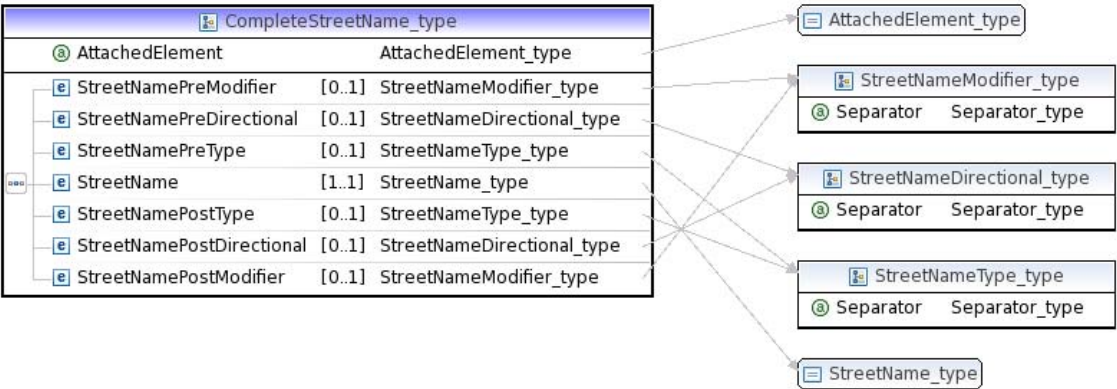 CompleteStreetName_type
AttachedElement AttachedElement_type
StreetNamePreModifier [0..1] StreetNameModifier_type
StreetNamePreDirectional [0..1] StreetNameDirectional_type
StreetNamePreType [0..1] StreetNameType_type
StreetName [1..1] StreetName_type
StreetNamePostType [0..1] StreetNameType_type
StreetNamePostDirectional [0..1] StreetNameDirectional_type
StreetNamePostModifier [0..1] StreetNameModifier_type
AttachedElement_type
StreetNameModifier_type
Separator Separator_type
StreetNameDirectional_type
Separator Separator_type
StreetNameType_type
Separator Separator_type
StreetName_type